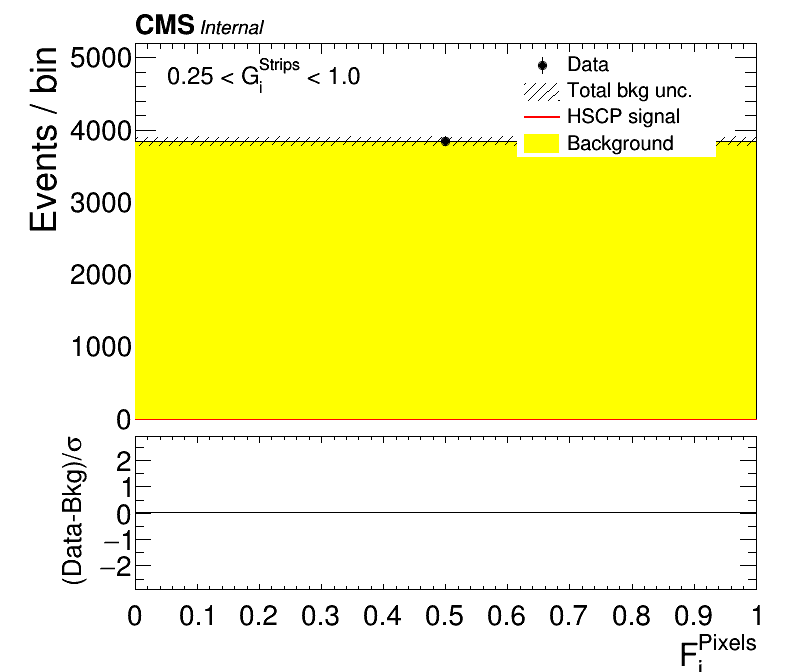 CMS Internal
0.25 < G_i^Strips < 1.0
Data
Total bkg unc.
HSCP signal
Background
Events / bin
5000
4000
3000
2000
1000
0
(Data-Bkg)/σ
2
1
0
−1
−2
0 0.1 0.2 0.3 0.4 0.5 0.6 0.7 0.8 0.9 1
F_i^Pixels